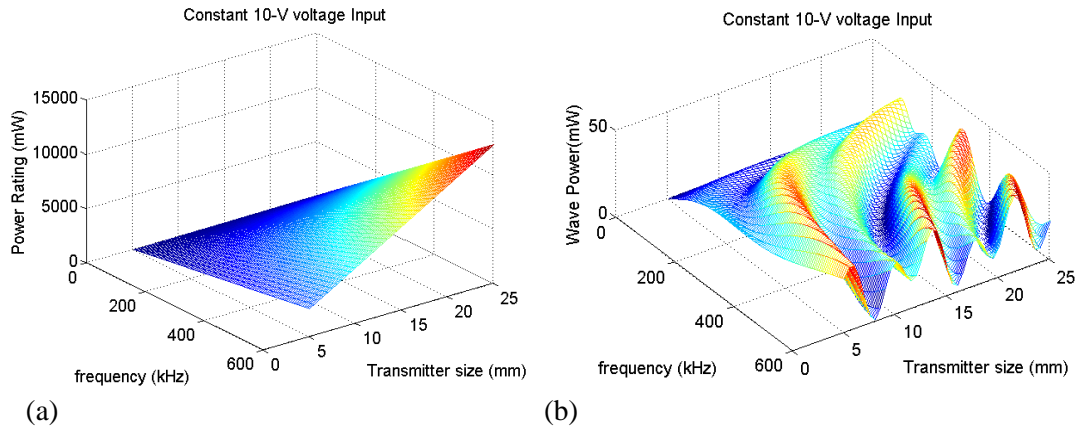 Constant 10-V voltage Input
15000
10000
5000
0
Power Rating (mW)
0
200
400
600
frequency (kHz)
0
5
10
15
20
25
Transmitter size (mm)
(a)
Constant 10-V voltage Input
50
0
Wave Power(mW)
0
200
400
600
frequency (kHz)
0
5
10
15
20
25
Transmitter size (mm)
(b)